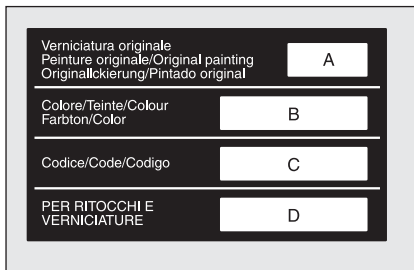 Verniciatura originale
Peinture originale/Original painting
Originallckierung/Pintado original
A
Colore/Teinte/Colour
Farbton/Color
B
Codice/Code/Codigo
C
PER RITOCCHI E
VERNICIATURE
D